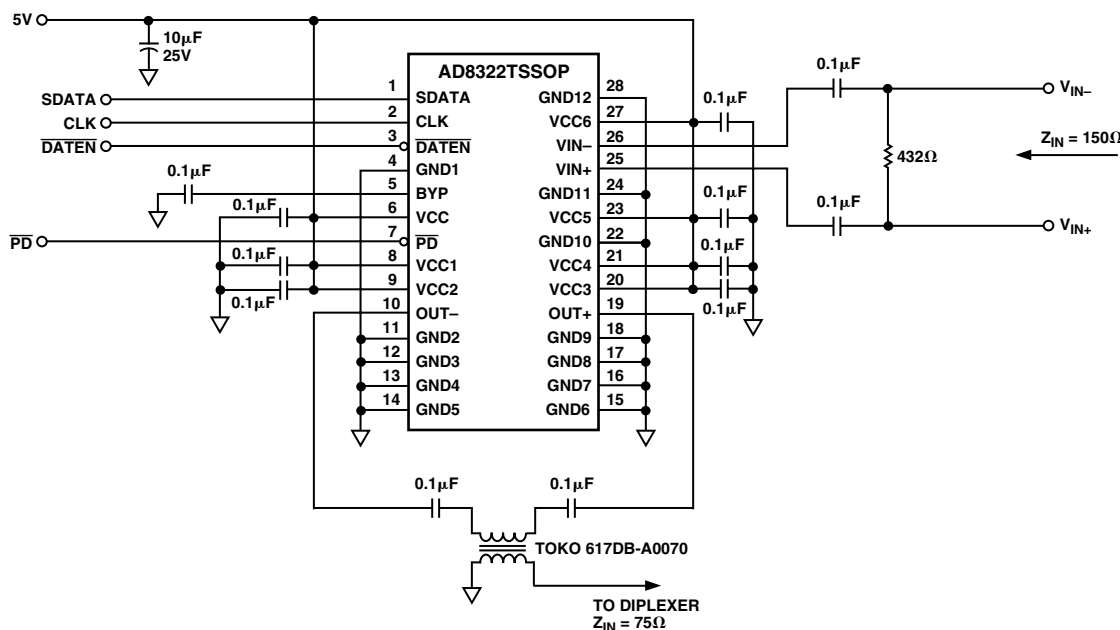 5V
10μF
25V
AD8322TSSOP
SDATA
CLK
DATEN
PD
0.1μF
0.1μF
0.1μF
0.1μF
1
2
3
4
5
6
7
8
9
10
11
12
13
14
SDATA
CLK
DATEN
GND1
BYP
VCC
PD
VCC1
VCC2
OUT–
GND2
GND3
GND4
GND5
GND12
VCC6
VIN–
VIN+
GND11
VCC5
GND10
VCC4
VCC3
OUT+
GND9
GND8
GND7
GND6
28
27
26
25
24
23
22
21
20
19
18
17
16
15
0.1μF
0.1μF
0.1μF
0.1μF
0.1μF
0.1μF
432Ω
VIN–
ZIN = 150Ω
VIN+
0.1μF
0.1μF
TOKO 617DB-A0070
TO DIPLEXER
ZIN = 75Ω